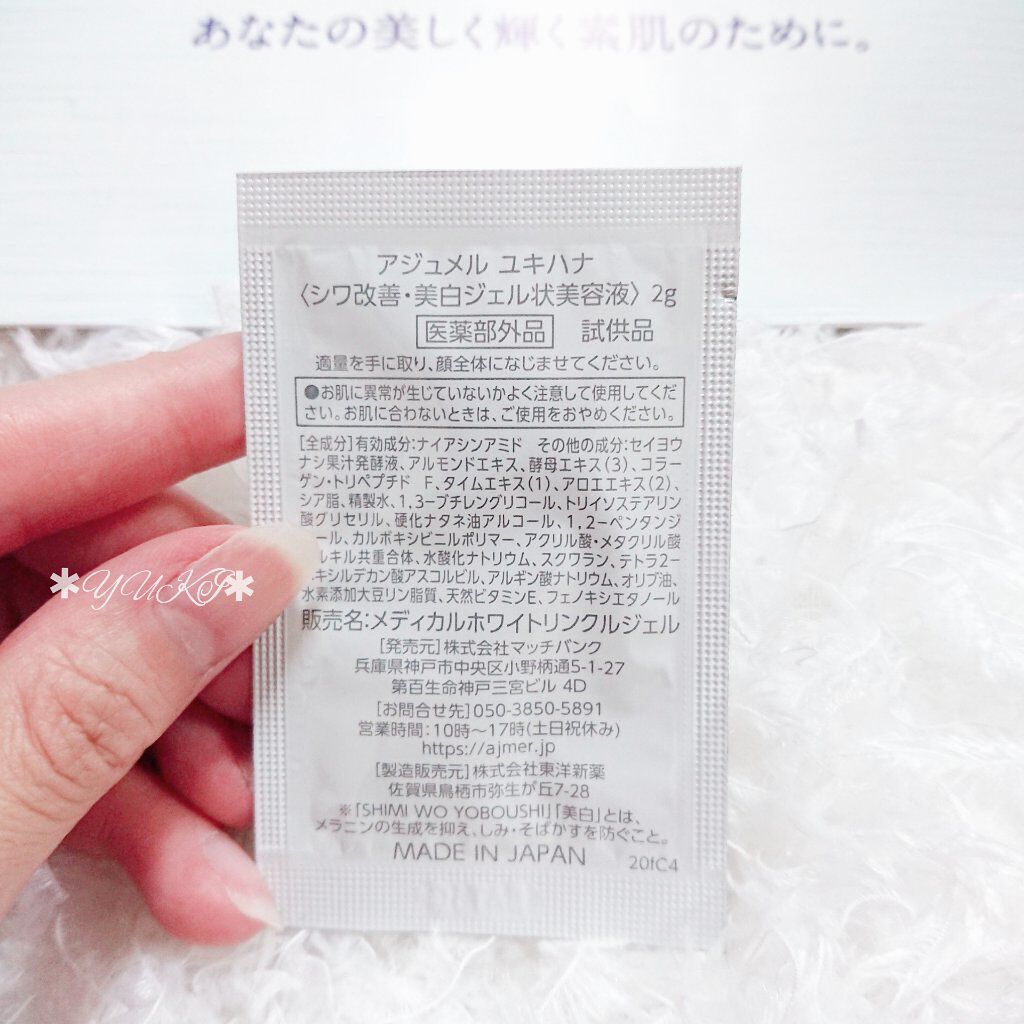 あなたの美しく輝く素肌のために。
アジュメル ユキハナ
〈シワ改善・美白ジェル状美容液〉 2g
医薬部外品 試供品
適量を手に取り、顔全体になじませてください。
●お肌に異常が生じていないかよく注意して使用してくだ
さい。お肌に合わないときは、ご使用をおやめください。
[全成分]有効成分:ナイアシンアミド その他の成分:セイヨウ
ナシ果汁発酵液、アルモンドエキス、酵母エキス(3)、コラー
ゲン・トリペプチド F、タイムエキス(1)、アロエエキス(2)、
シア脂、精製水、1,3-ブチレングリコール、トリイソステアリン
酸グリセリル、硬化ナタネ油アルコール、1,2-ペンタンジ
ール、カルボキシビニルポリマー、アクリル酸・メタクリル酸
ルキル共重合体、水酸化ナトリウム、スクワラン、テトラ2-
キシルデカン酸アスコルビル、アルギン酸ナトリウム、オリブ油、
水素添加大豆リン脂質、天然ビタミンE、フェノキシエタノール
販売名:メディカルホワイトリンクルジェル
[発売元]株式会社マッチバンク
兵庫県神戸市中央区小野柄通5-1-27
第百生命神戸三宮ビル 4D
[お問合せ先]050-3850-5891
営業時間:10時～17時(土日祝休み)
https://ajmer.jp
[製造販売元]株式会社東洋新薬
佐賀県鳥栖市弥生が丘7-28
※「SHIMI WO YOBOUSHI」「美白」とは、
メラニンの生成を抑え、しみ・そばかすを防ぐこと。
MADE IN JAPAN 20fC4
*YUKI*